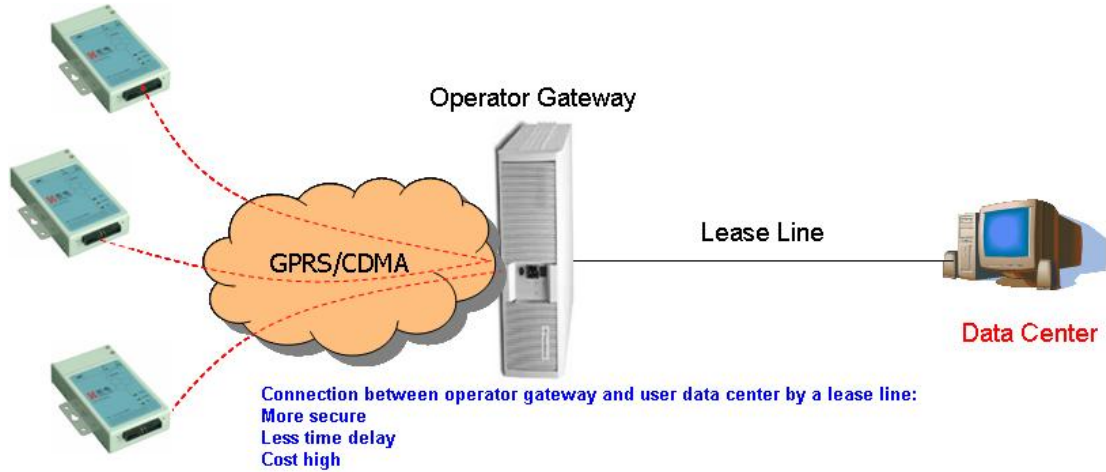 Operator Gateway
GPRS/CDMA
Lease Line
Data Center
Connection between operator gateway and user data center by a lease line:
More secure
Less time delay
Cost high